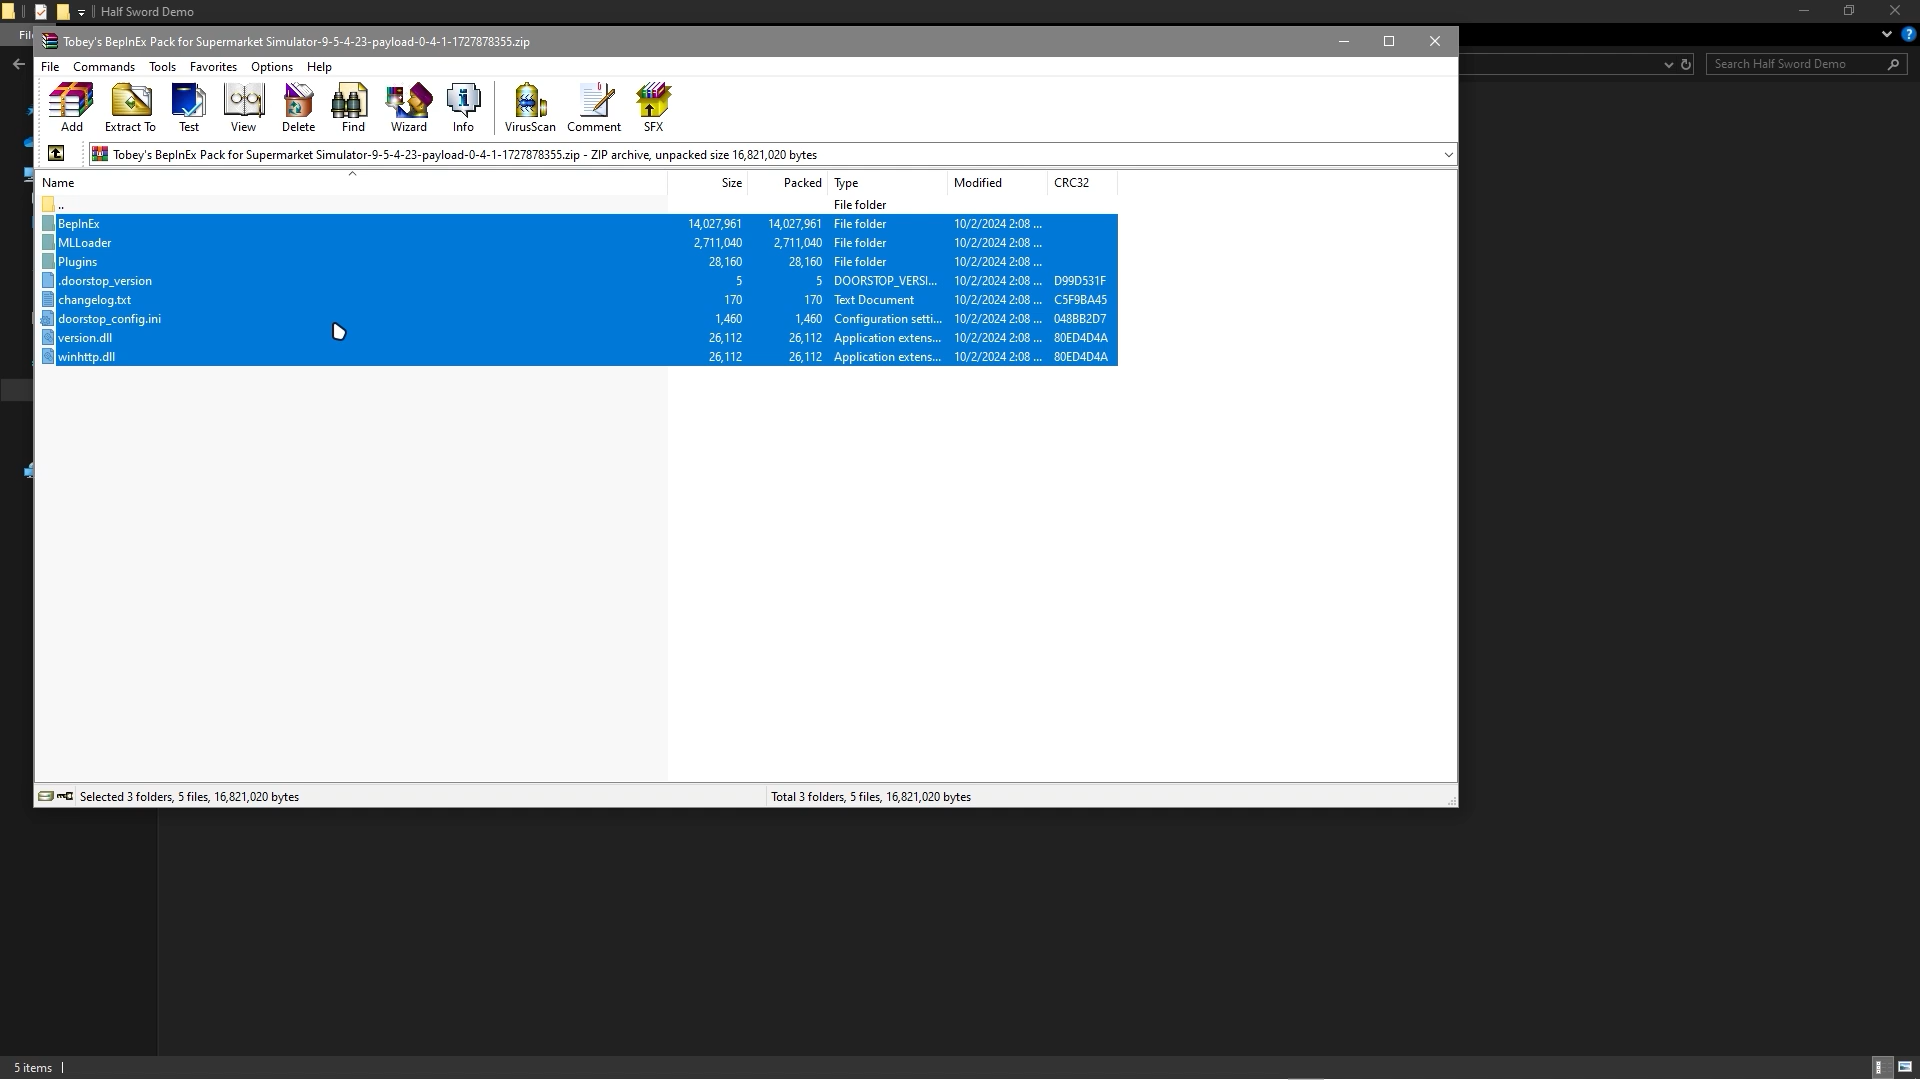 Half Sword Demo
Fil
Tobey's BepInEx Pack for Supermarket Simulator-9-5-4-23-payload-0-4-1-1727878355.zip
Search Half Sword Demo
File Commands Tools Favorites Options Help
Add Extract To Test View Delete Find Wizard Info VirusScan Comment SFX
Tobey's BepInEx Pack for Supermarket Simulator-9-5-4-23-payload-0-4-1-1727878355.zip - ZIP archive, unpacked size 16,821,020 bytes
Name Size Packed Type Modified CRC32
.. File folder
BepInEx 14,027,961 14,027,961 File folder 10/2/2024 2:08 ...
MLLoader 2,711,040 2,711,040 File folder 10/2/2024 2:08 ...
Plugins 28,160 28,160 File folder 10/2/2024 2:08 ...
.doorstop_version 5 5 DOORSTOP_VERSI... 10/2/2024 2:08 ... D99D531F
changelog.txt 170 170 Text Document 10/2/2024 2:08 ... C5F9BA45
doorstop_config.ini 1,460 1,460 Configuration setti... 10/2/2024 2:08 ... 048BB2D7
version.dll 26,112 26,112 Application extens... 10/2/2024 2:08 ... 80ED4D4A
winhttp.dll 26,112 26,112 Application extens... 10/2/2024 2:08 ... 80ED4D4A
Selected 3 folders, 5 files, 16,821,020 bytes
Total 3 folders, 5 files, 16,821,020 bytes
5 items